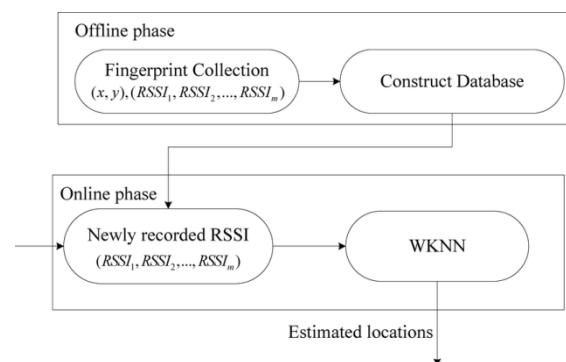 Offline phase
Fingerprint Collection
(x, y),(RSSI₁, RSSI₂,..., RSSIₘ)
Construct Database
Online phase
Newly recorded RSSI
(RSSI₁, RSSI₂,..., RSSIₘ)
WKNN
Estimated locations